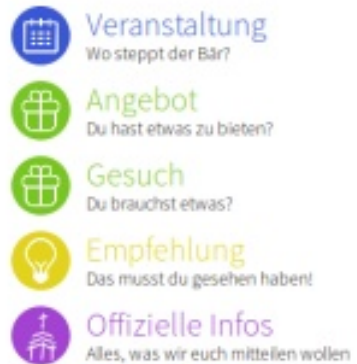 Veranstaltung
Wo steppt der Bär?
Angebot
Du hast etwas zu bieten?
Gesuch
Du brauchst etwas?
Empfehlung
Das musst du gesehen haben!
Offizielle Infos
Alles, was wir euch mitteilen wollen